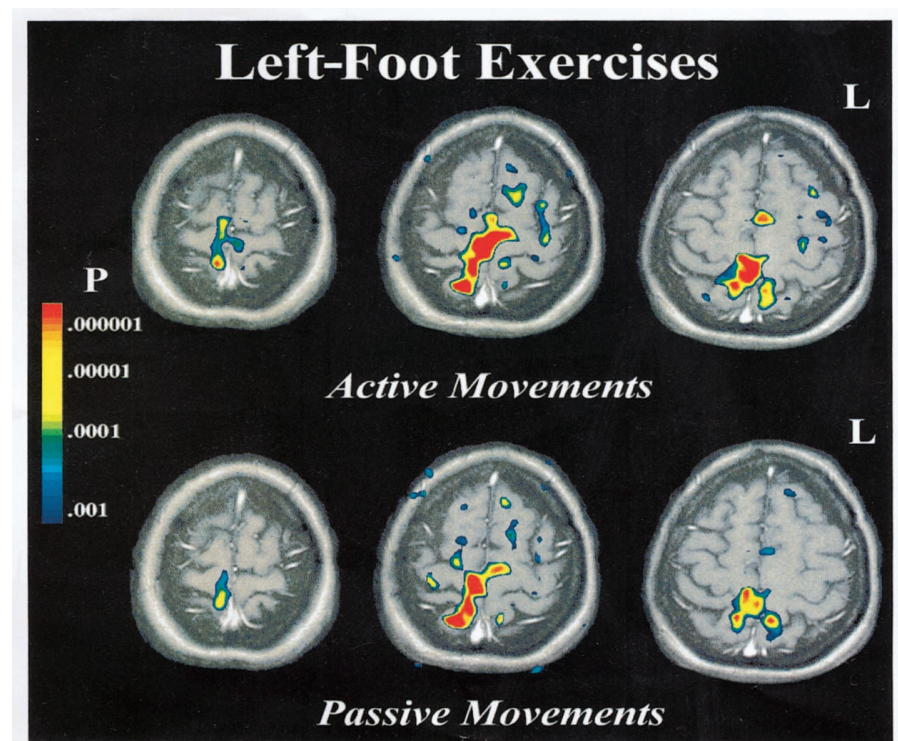 Left-Foot Exercises
L
P
.000001
.00001
.0001
.001
Active Movements
L
Passive Movements